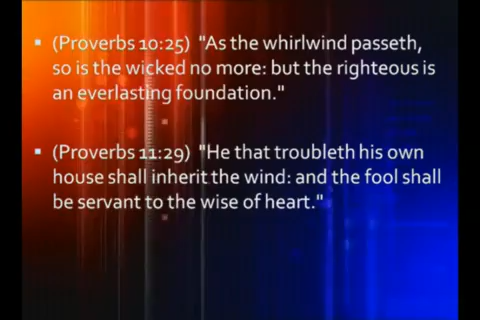 ▪ (Proverbs 10:25) "As the whirlwind passeth,
so is the wicked no more: but the righteous is
an everlasting foundation."
▪ (Proverbs 11:29) "He that troubleth his own
house shall inherit the wind: and the fool shall
be servant to the wise of heart."